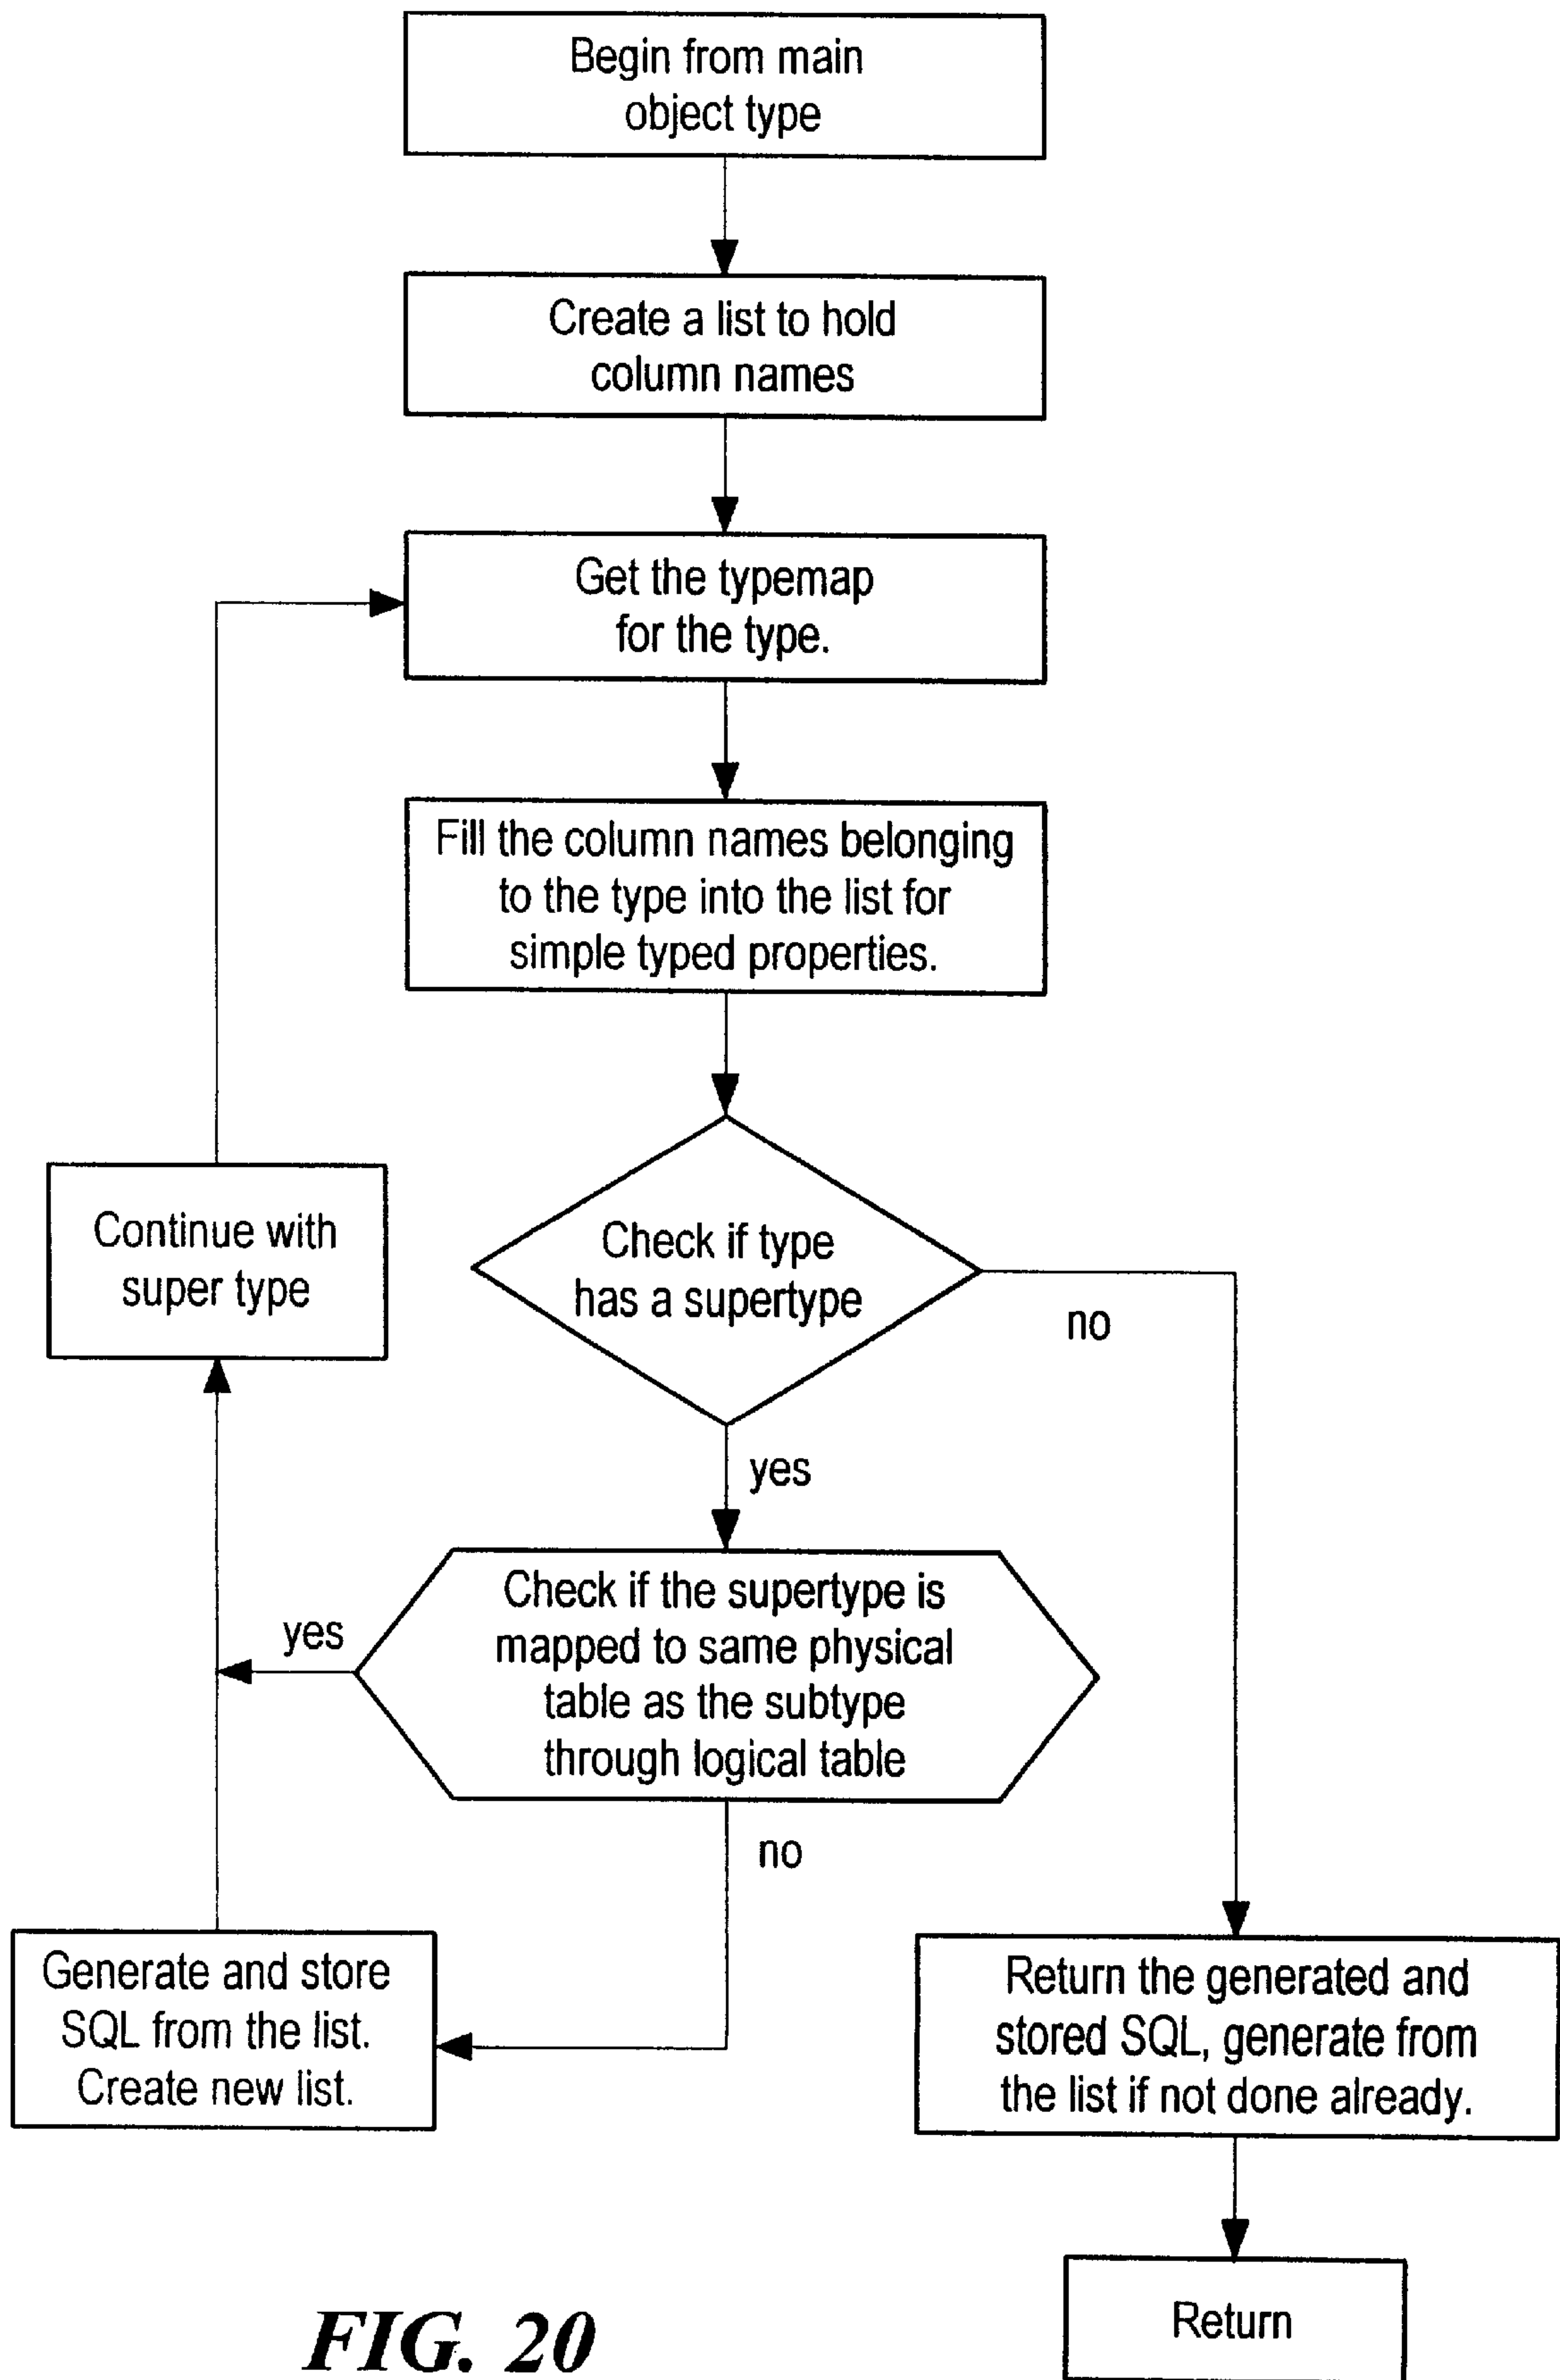 Begin from main
object type
Create a list to hold
column names
Get the typemap
for the type.
Fill the column names belonging
to the type into the list for
simple typed properties.
Continue with
super type
Check if type
has a supertype
no
yes
Check if the supertype is
mapped to same physical
table as the subtype
through logical table
yes
no
Generate and store
SQL from the list.
Create new list.
Return the generated and
stored SQL, generate from
the list if not done already.
Return
FIG. 20